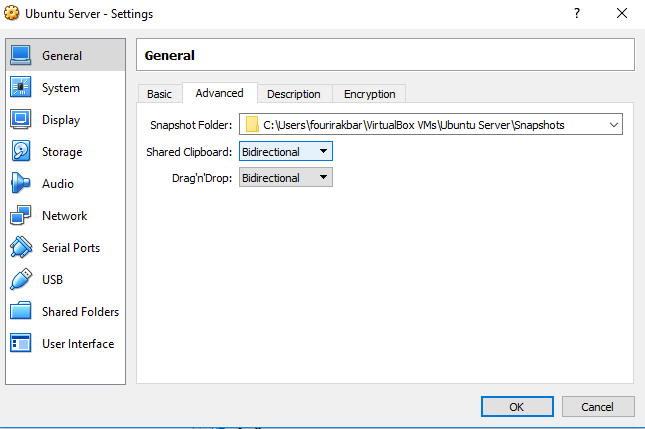 Ubuntu Server - Settings
General
System
Display
Storage
Audio
Network
Serial Ports
USB
Shared Folders
User Interface
General
Basic Advanced Description Encryption
Snapshot Folder: C:\Users\fourirakbar\VirtualBox VMs\Ubuntu Server\Snapshots
Shared Clipboard: Bidirectional
Drag'n'Drop: Bidirectional
OK Cancel